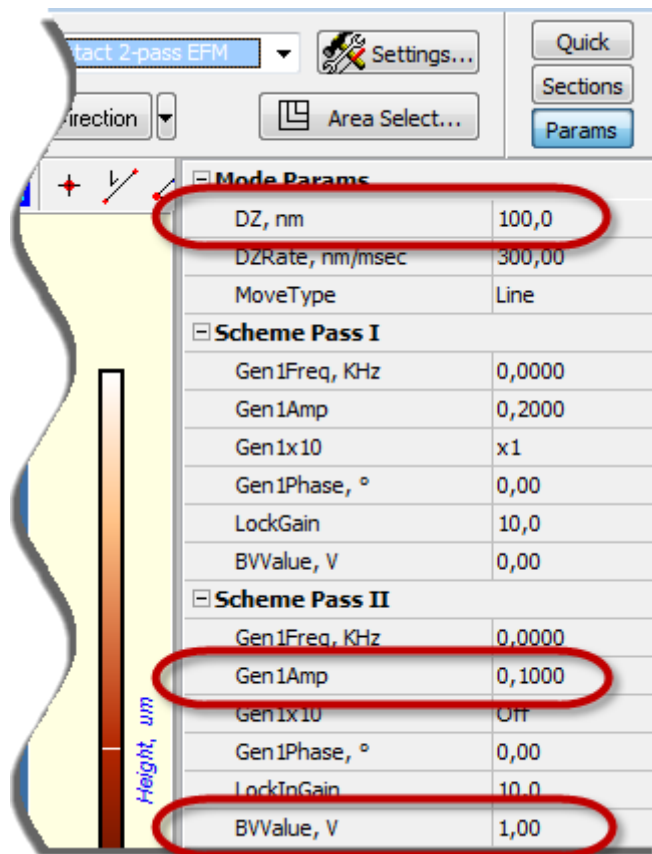 tact 2-pass EFM
Settings...
Quick
Sections
irection
Area Select...
Params
Mode Params
DZ, nm 100,0
DZRate, nm/msec 300,00
MoveType Line
Scheme Pass I
Gen1Freq, KHz 0,0000
Gen1Amp 0,2000
Gen1x10 x1
Gen1Phase, ° 0,00
LockGain 10,0
BVValue, V 0,00
Scheme Pass II
Gen1Freq, KHz 0,0000
Gen1Amp 0,1000
Gen1x10 Off
Gen1Phase, ° 0,00
LockInGain 10,0
BVValue, V 1,00
Height, um